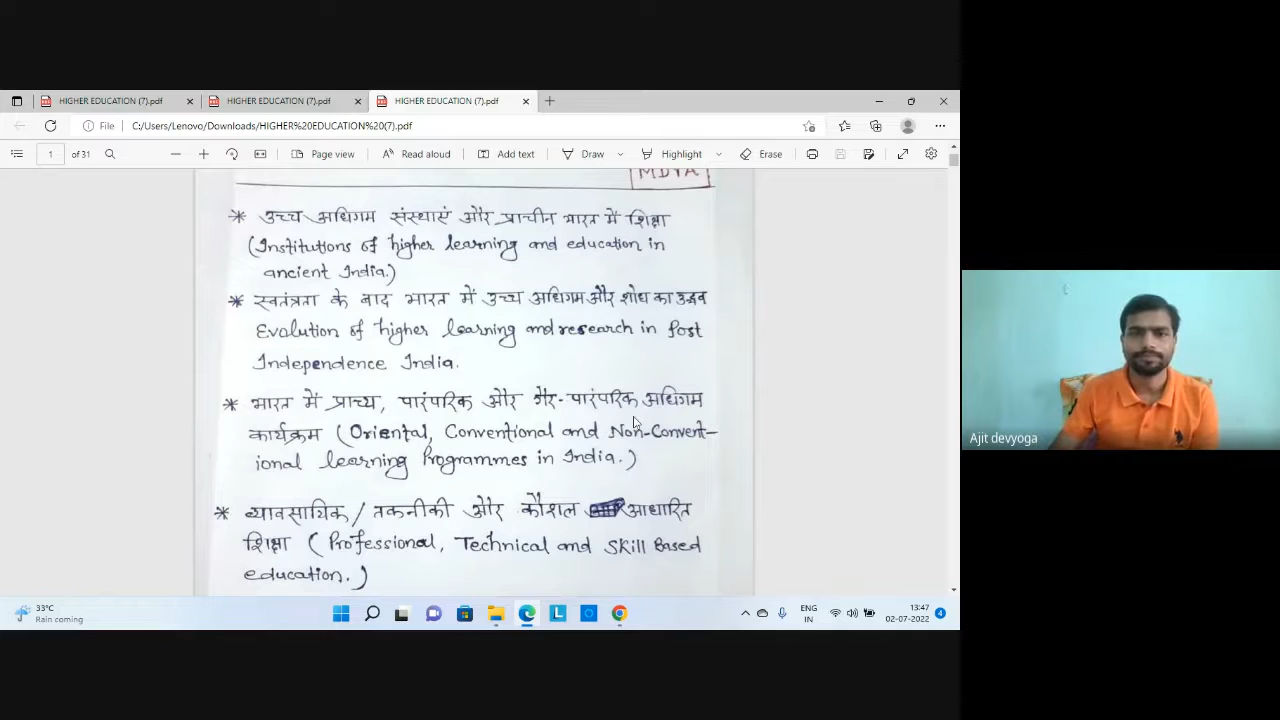 HIGHER EDUCATION (7).pdf
HIGHER EDUCATION (7).pdf
HIGHER EDUCATION (7).pdf
File
C:/Users/Lenovo/Downloads/HIGHER%20EDUCATION%20(7).pdf
1 of 31
Page view
Read aloud
Add text
Draw
Highlight
Erase
MDYA
* उच्च अधिगम संस्थाएं और प्राचीन भारत में शिक्षा
(Institutions of higher learning and education in
ancient India.)
* स्वतंत्रता के बाद भारत में उच्च अधिगम और शोध का उद्भव
Evolution of higher learning and research in Post
Independence India.
* भारत में प्राच्य, पारंपरिक और गैर-पारंपरिक अधिगम
कार्यक्रम (Oriental, Conventional and Non-Convent-
ional learning Programmes in India.)
* व्यावसायिक/तकनीकी और कौशल आधारित
शिक्षा (Professional, Technical and Skill Based
education.)
Ajit devyoga
33°C
Rain coming
ENG
IN
13:47
02-07-2022
4